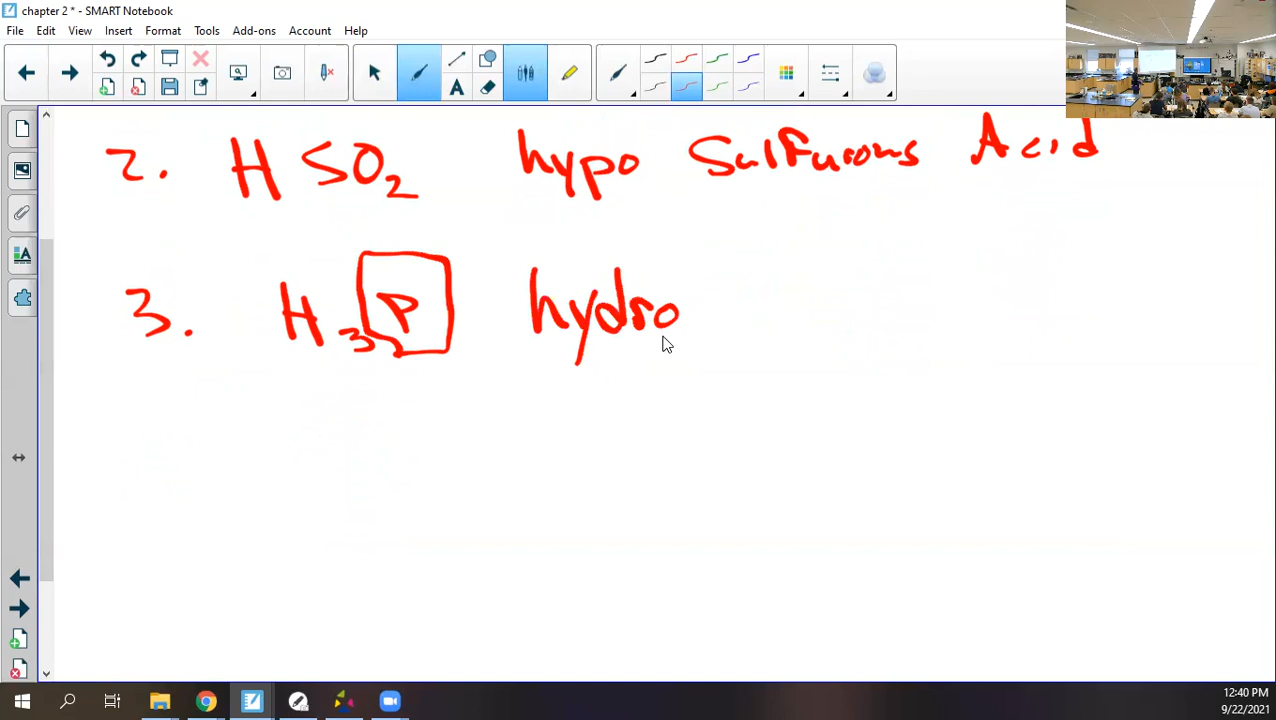 chapter 2 * - SMART Notebook
File Edit View Insert Format Tools Add-ons Account Help
2. HSO2 hypo Sulfurous Acid
3. H3P hydro
12:40 PM
9/22/2021